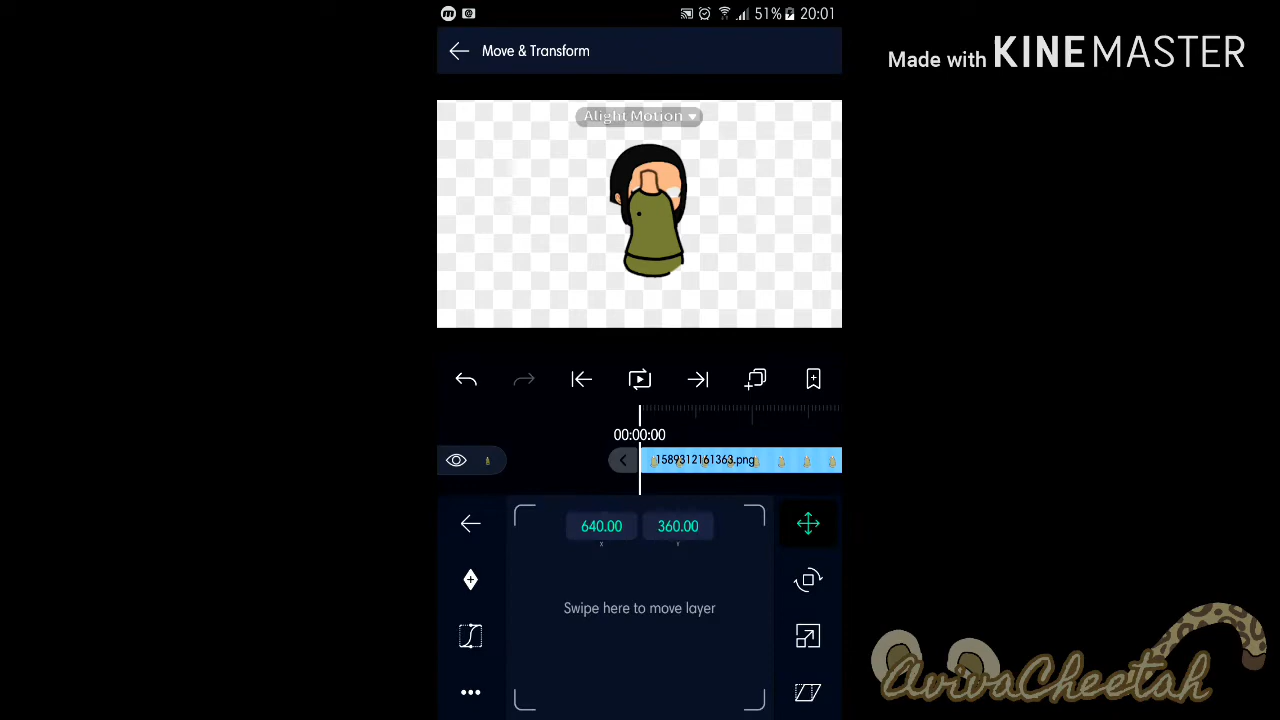 51% 20:01
Move & Transform
Made with KINEMASTER
Alight Motion
00:00:00
1589312161363.png
640.00 360.00
X Y
Swipe here to move layer
AvivaCheetah